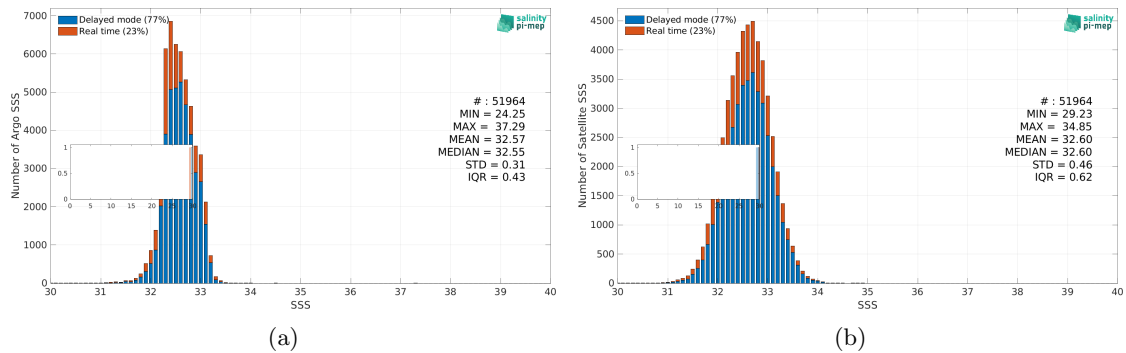 Delayed mode (77%)
Real time (23%)
salinity
pi-mep
Number of Argo SSS
7000
6000
5000
4000
3000
2000
1000
0
# : 51964
MIN = 24.25
MAX = 37.29
MEAN = 32.57
MEDIAN = 32.55
STD = 0.31
IQR = 0.43
1
0.5
0
0 5 10 15 20
30 31 32 33 34 35 36 37 38 39 40
SSS
(a)
Delayed mode (77%)
Real time (23%)
salinity
pi-mep
Number of Satellite SSS
4500
4000
3500
3000
2500
2000
1500
1000
500
0
# : 51964
MIN = 29.23
MAX = 34.85
MEAN = 32.60
MEDIAN = 32.60
STD = 0.46
IQR = 0.62
1
0.5
0
0 5 10 15
30 31 32 33 34 35 36 37 38 39 40
SSS
(b)